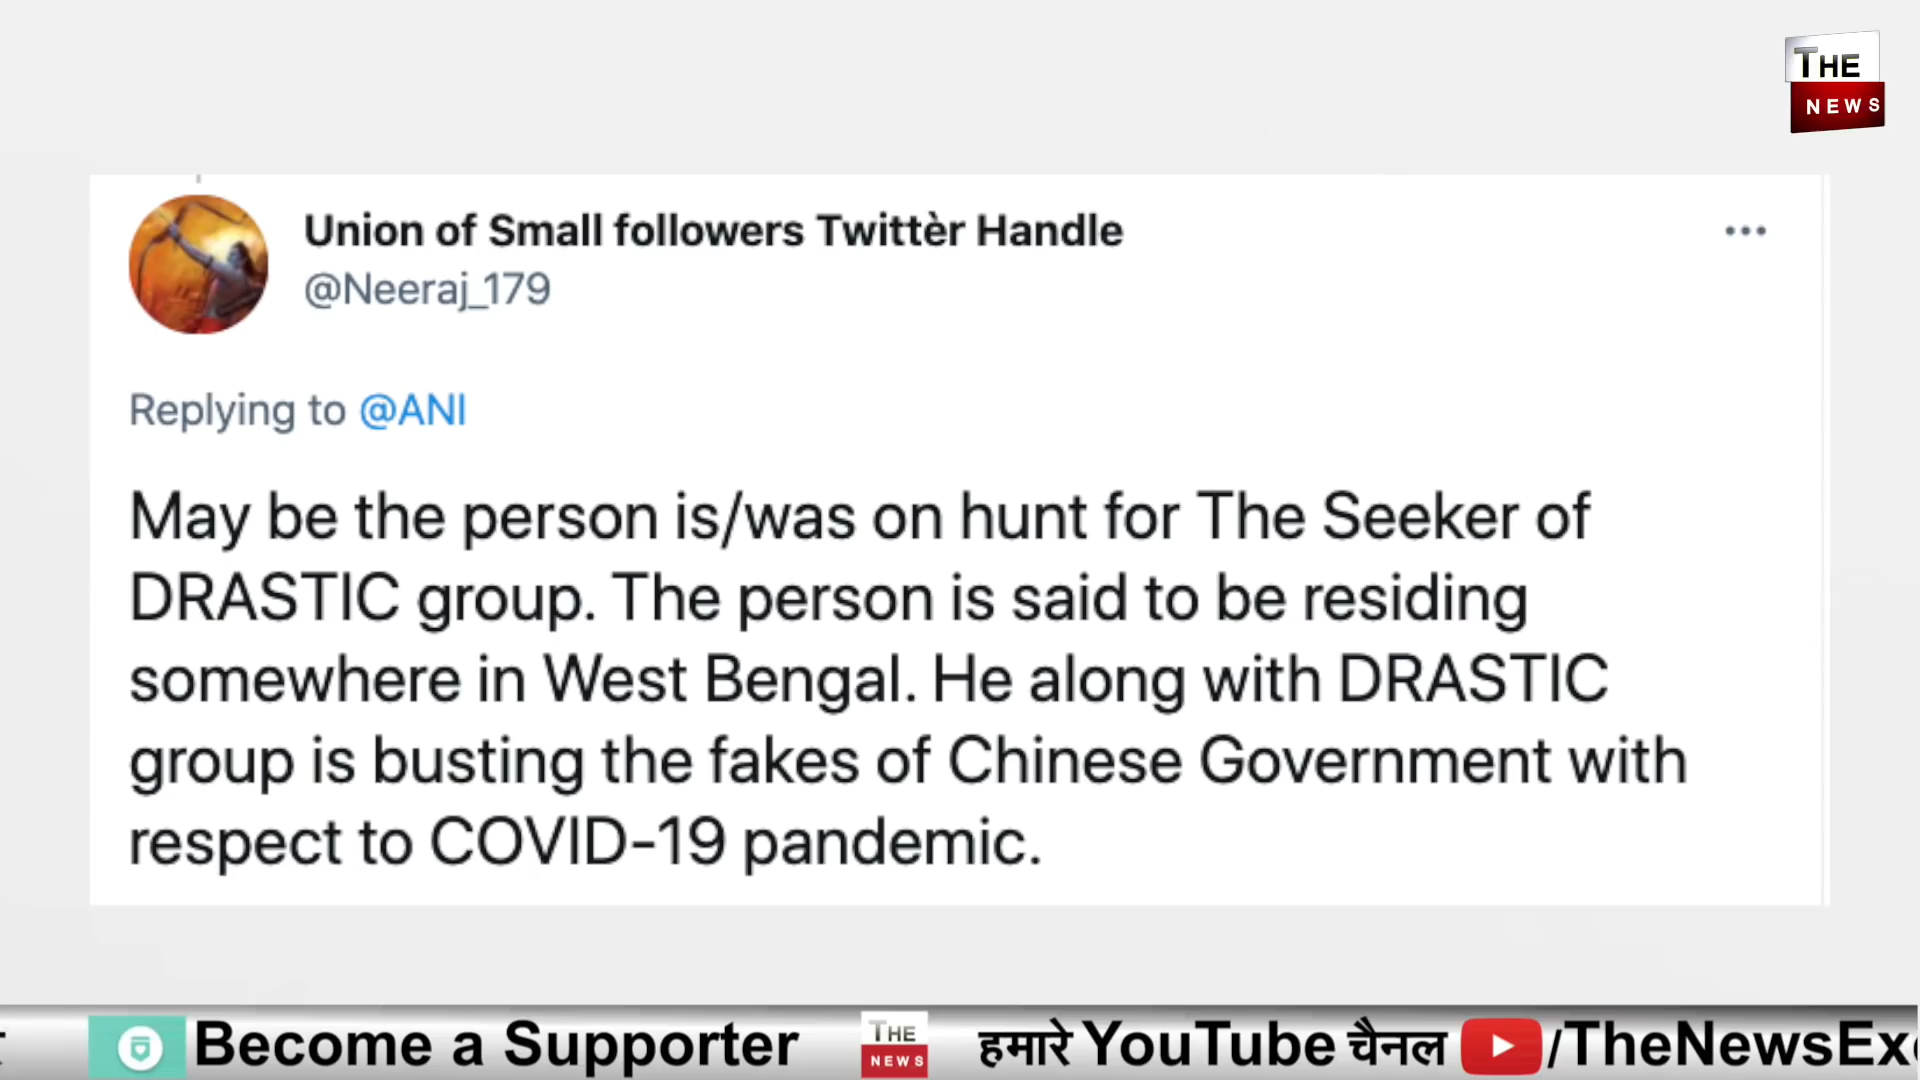 THE
NEWS
Union of Small followers Twittèr Handle
@Neeraj_179
Replying to @ANI
May be the person is/was on hunt for The Seeker of
DRASTIC group. The person is said to be residing
somewhere in West Bengal. He along with DRASTIC
group is busting the fakes of Chinese Government with
respect to COVID-19 pandemic.
Become a Supporter THE NEWS हमारे YouTube चैनल /TheNewsEx